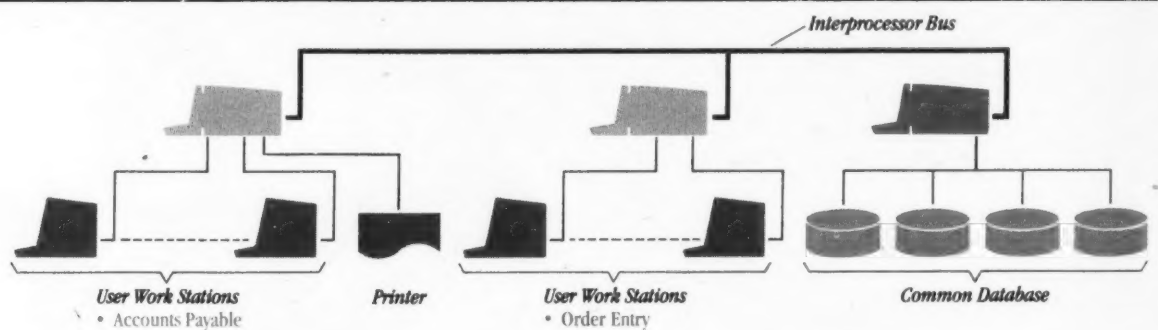 Interprocessor Bus
User Work Stations
• Accounts Payable
Printer
User Work Stations
• Order Entry
Common Database